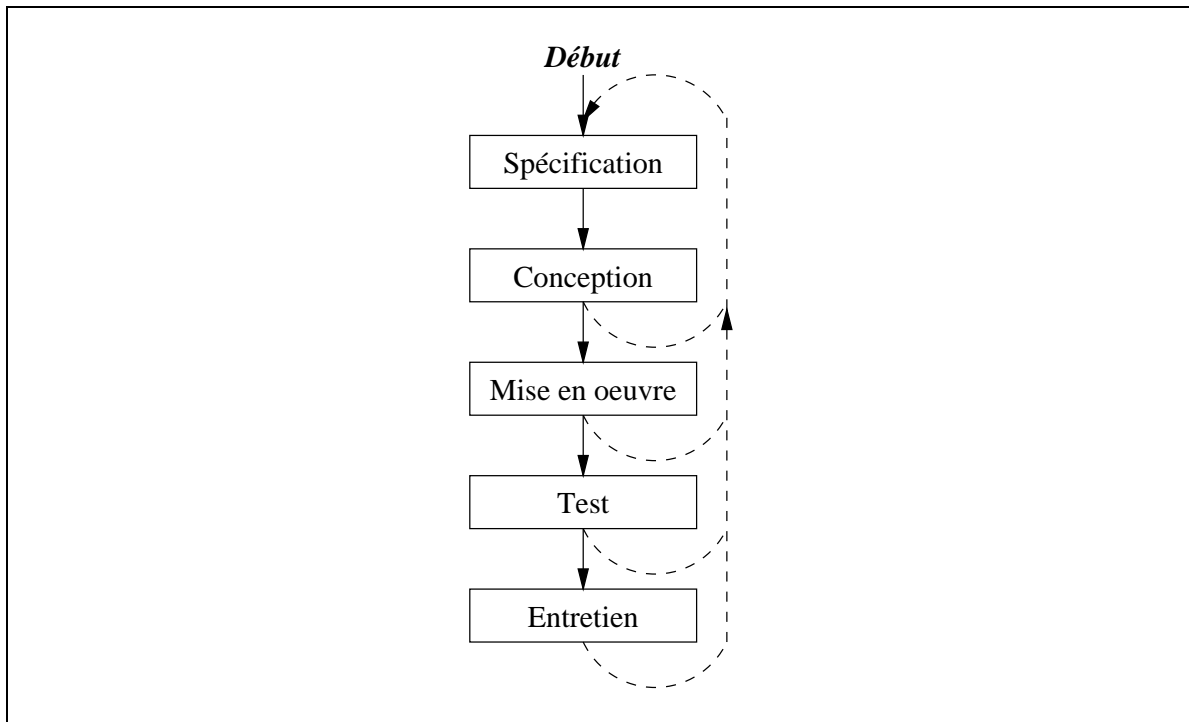 Début
Spécification
Conception
Mise en oeuvre
Test
Entretien